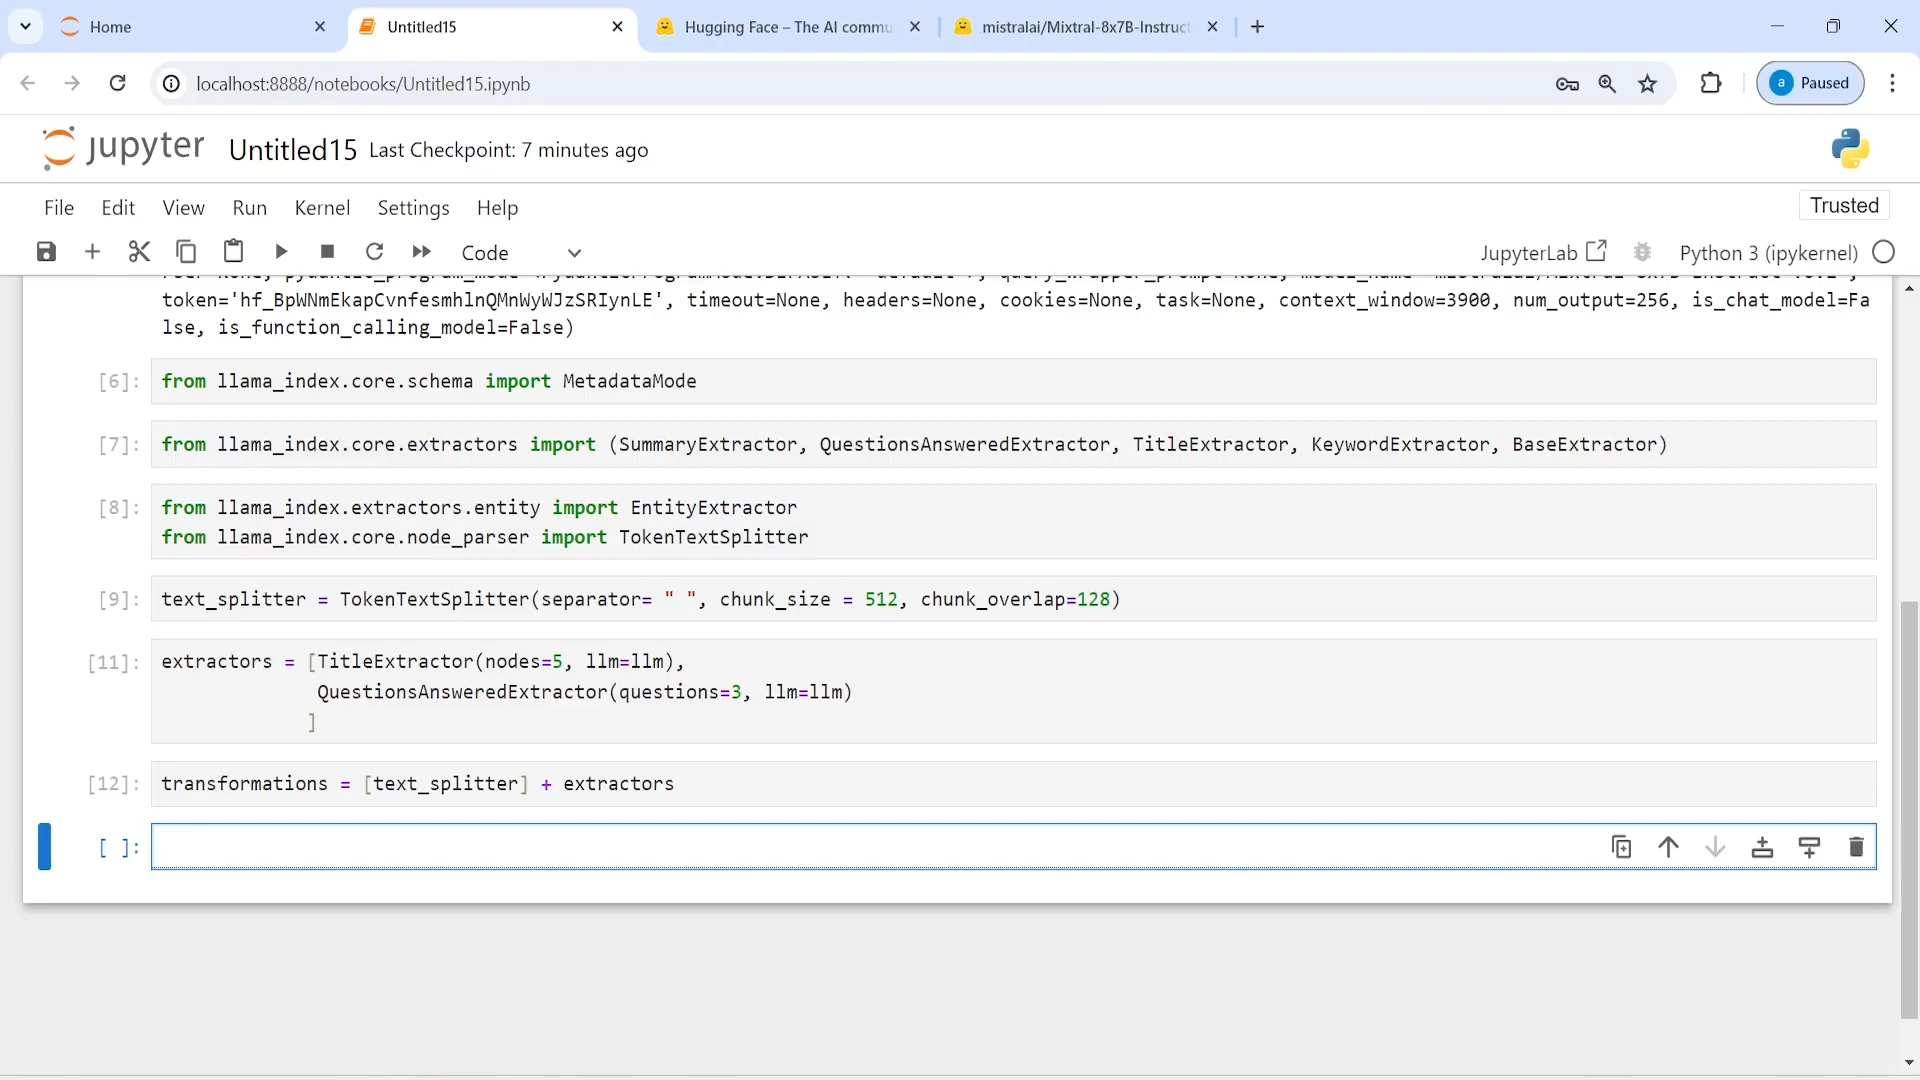 Home
Untitled15
Hugging Face – The AI commu
mistralai/Mixtral-8x7B-Instruct
localhost:8888/notebooks/Untitled15.ipynb
a Paused
jupyter Untitled15 Last Checkpoint: 7 minutes ago
File Edit View Run Kernel Settings Help
Trusted
Code
JupyterLab
Python 3 (ipykernel)
token='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', timeout=None, headers=None, cookies=None, task=None, context_window=3900, num_output=256, is_chat_model=Fa
lse, is_function_calling_model=False)
[6]: from llama_index.core.schema import MetadataMode
[7]: from llama_index.core.extractors import (SummaryExtractor, QuestionsAnsweredExtractor, TitleExtractor, KeywordExtractor, BaseExtractor)
[8]: from llama_index.extractors.entity import EntityExtractor
from llama_index.core.node_parser import TokenTextSplitter
[9]: text_splitter = TokenTextSplitter(separator= " ", chunk_size = 512, chunk_overlap=128)
[11]: extractors = [TitleExtractor(nodes=5, llm=llm),
QuestionsAnsweredExtractor(questions=3, llm=llm)
]
[12]: transformations = [text_splitter] + extractors
[ ]: